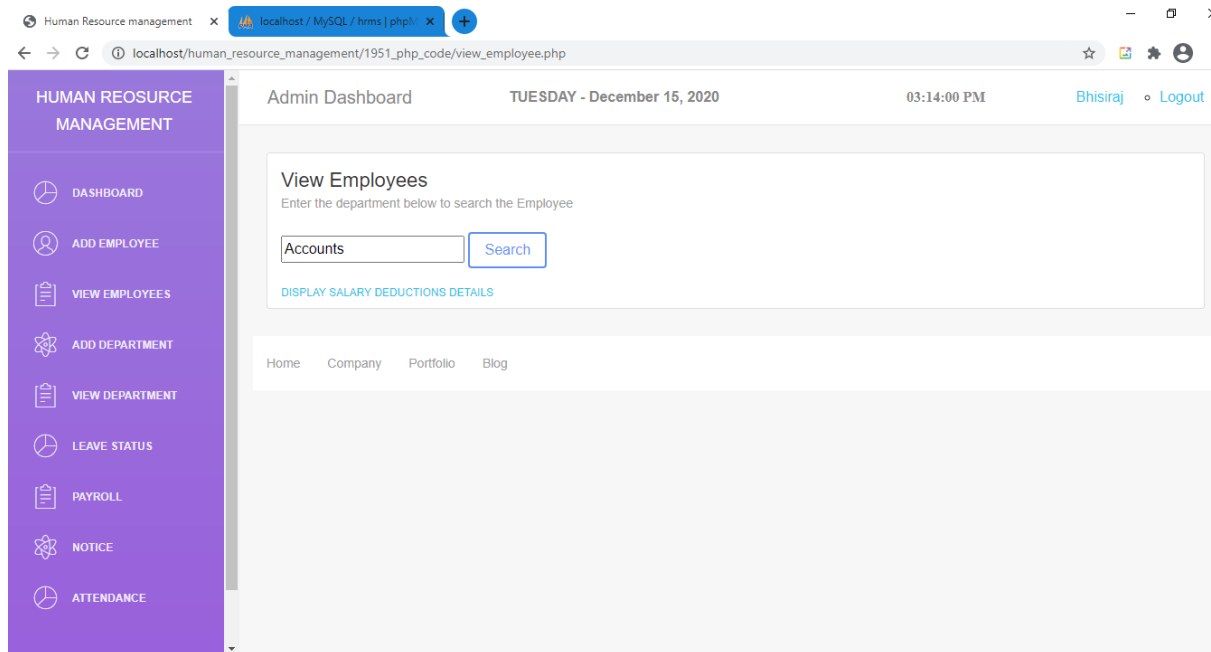 Human Resource management
localhost / MySQL / hrms | phpM
localhost/human_resource_management/1951_php_code/view_employee.php
HUMAN REOSURCE
MANAGEMENT
DASHBOARD
ADD EMPLOYEE
VIEW EMPLOYEES
ADD DEPARTMENT
VIEW DEPARTMENT
LEAVE STATUS
PAYROLL
NOTICE
ATTENDANCE
Admin Dashboard TUESDAY - December 15, 2020 03:14:00 PM Bhisiraj Logout
View Employees
Enter the department below to search the Employee
Accounts Search
DISPLAY SALARY DEDUCTIONS DETAILS
Home Company Portfolio Blog